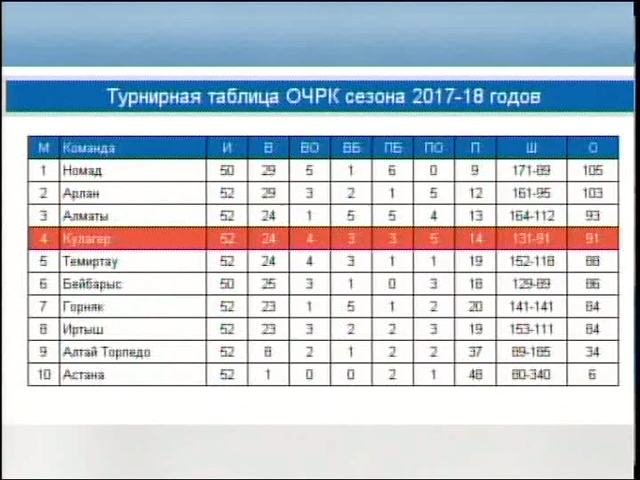 Турнирная таблица ОЧРК сезона 2017-18 годов
М Команда И В ВО ВБ ПБ ПО П Ш О
1 Номад 50 29 5 1 6 0 9 171-89 105
2 Арлан 52 29 3 2 1 5 12 161-95 103
3 Алматы 52 24 1 5 5 4 13 164-112 93
4 Кулагер 52 24 4 3 3 5 14 131-91 91
5 Темиртау 52 24 4 3 1 1 19 152-118 88
6 Бейбарыс 50 25 3 1 0 3 18 129-89 86
7 Горняк 52 23 1 5 1 2 20 141-141 84
8 Иртыш 52 23 3 2 2 3 19 153-111 84
9 Алтай Торпедо 52 8 2 1 2 2 37 89-185 34
10 Астана 52 1 0 0 2 1 48 80-340 6